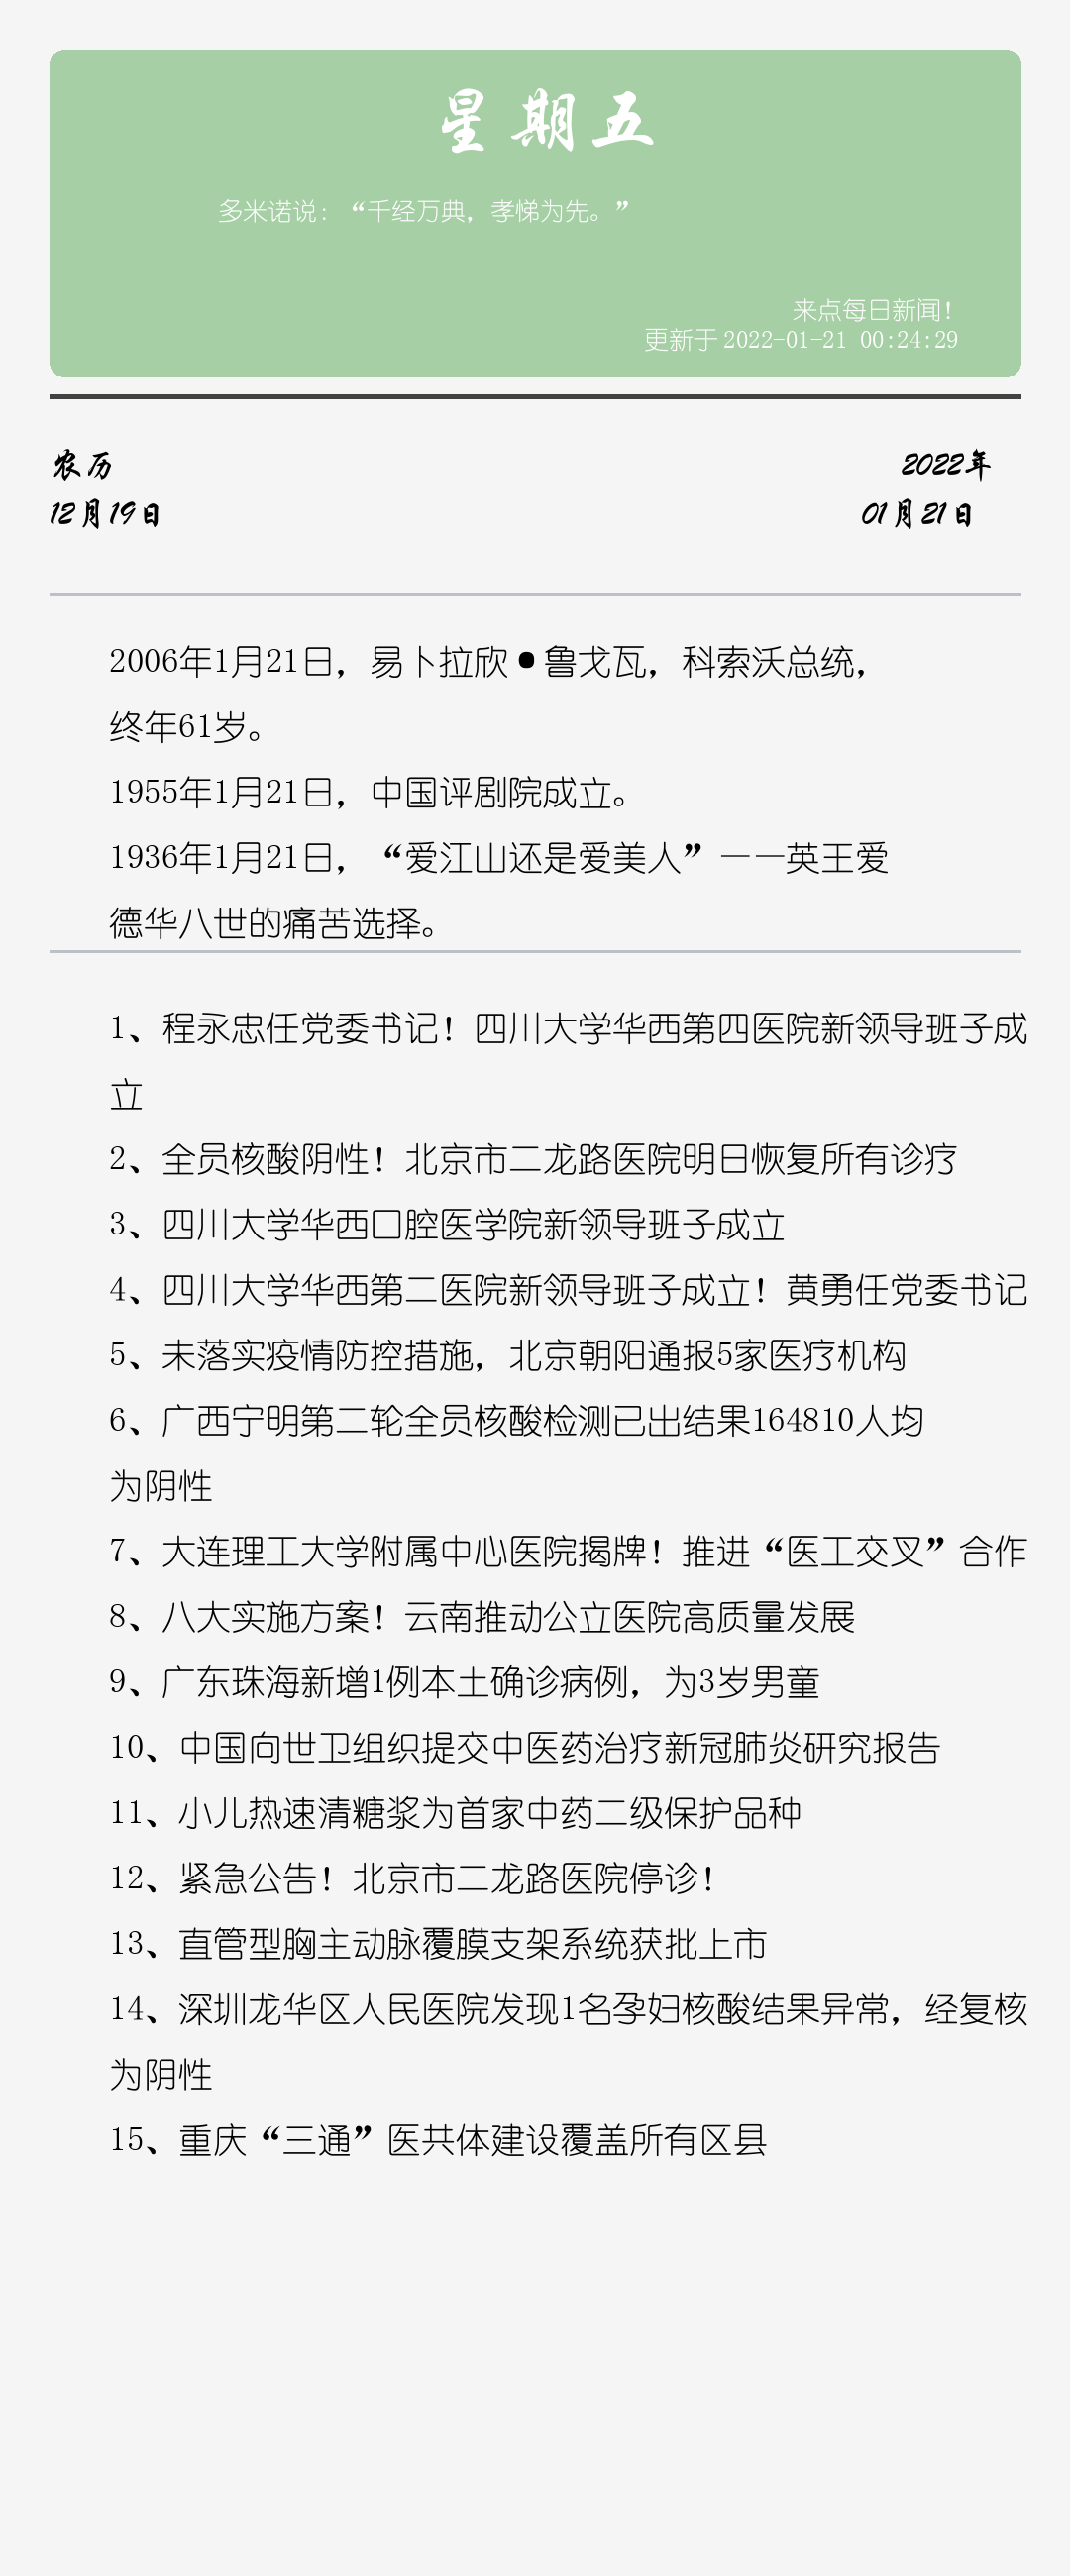 星期五
多米诺说：“千经万典，孝悌为先。”
来点每日新闻！
更新于 2022-01-21 00:24:29
农历
2022年
12月19日
01月21日
2006年1月21日，易卜拉欣•鲁戈瓦，科索沃总统，
终年61岁。
1955年1月21日，中国评剧院成立。
1936年1月21日，“爱江山还是爱美人”——英王爱
德华八世的痛苦选择。
1、程永忠任党委书记！四川大学华西第四医院新领导班子成
立
2、全员核酸阴性！北京市二龙路医院明日恢复所有诊疗
3、四川大学华西口腔医学院新领导班子成立
4、四川大学华西第二医院新领导班子成立！黄勇任党委书记
5、未落实疫情防控措施，北京朝阳通报5家医疗机构
6、广西宁明第二轮全员核酸检测已出结果164810人均
为阴性
7、大连理工大学附属中心医院揭牌！推进“医工交叉”合作
8、八大实施方案！云南推动公立医院高质量发展
9、广东珠海新增1例本土确诊病例，为3岁男童
10、中国向世卫组织提交中医药治疗新冠肺炎研究报告
11、小儿热速清糖浆为首家中药二级保护品种
12、紧急公告！北京市二龙路医院停诊！
13、直管型胸主动脉覆膜支架系统获批上市
14、深圳龙华区人民医院发现1名孕妇核酸结果异常，经复核
为阴性
15、重庆“三通”医共体建设覆盖所有区县